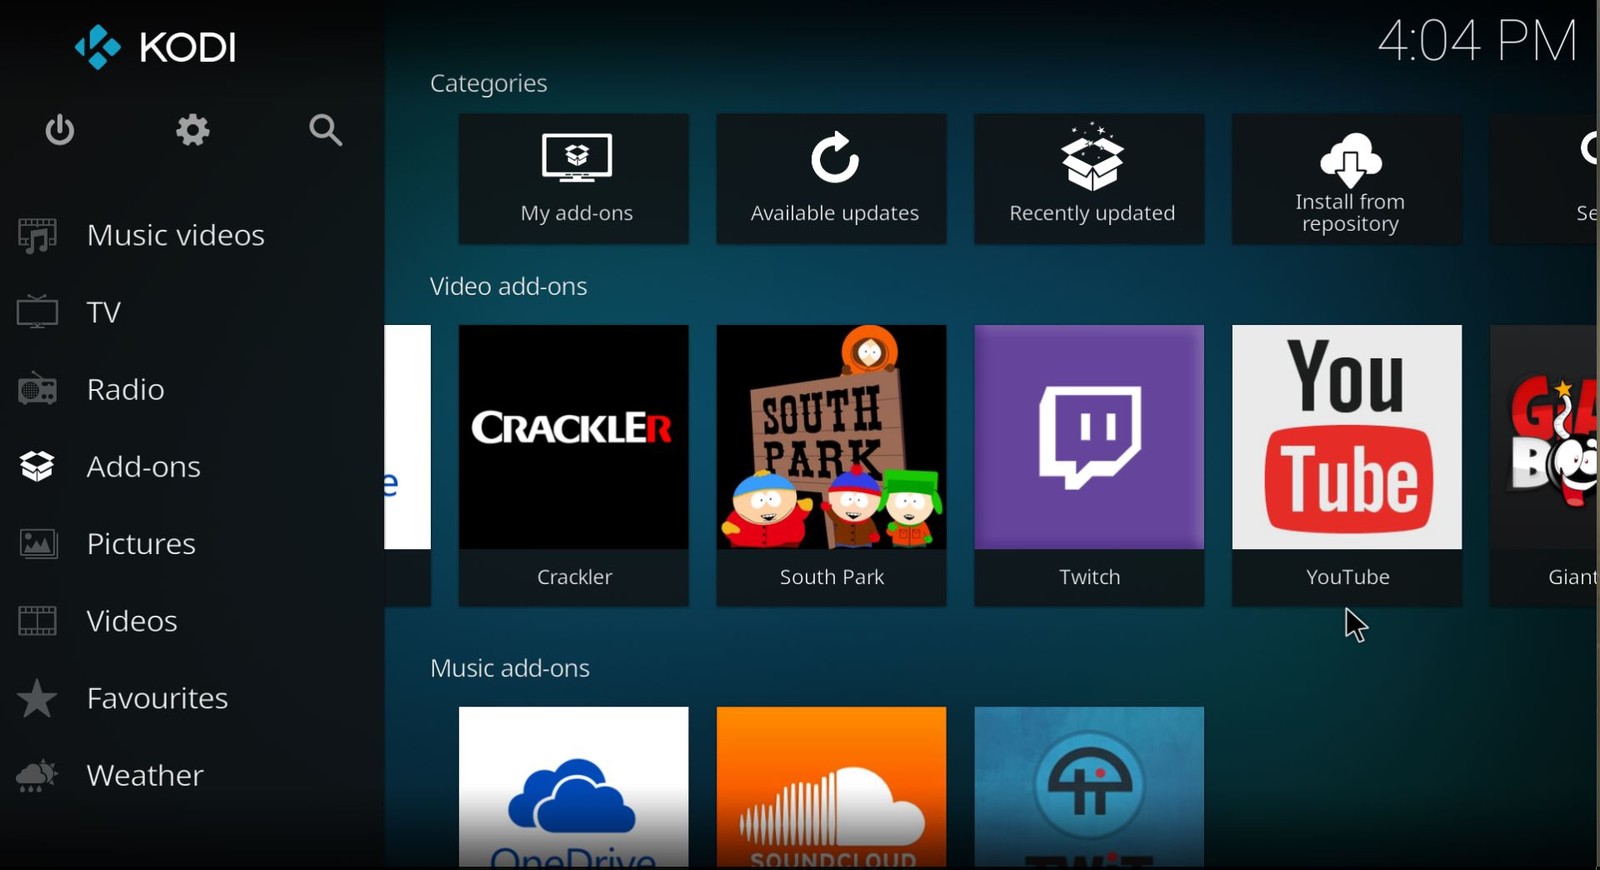 KODI
4:04 PM
Music videos
TV
Radio
Add-ons
Pictures
Videos
Favourites
Weather
Categories
My add-ons
Available updates
Recently updated
Install from
repository
Se
Video add-ons
e
CRACKLER
SOUTH
PARK
You
Tube
Crackler
South Park
Twitch
YouTube
Giant
Music add-ons
OneDrive
SOUNDCLOUD
TWiT